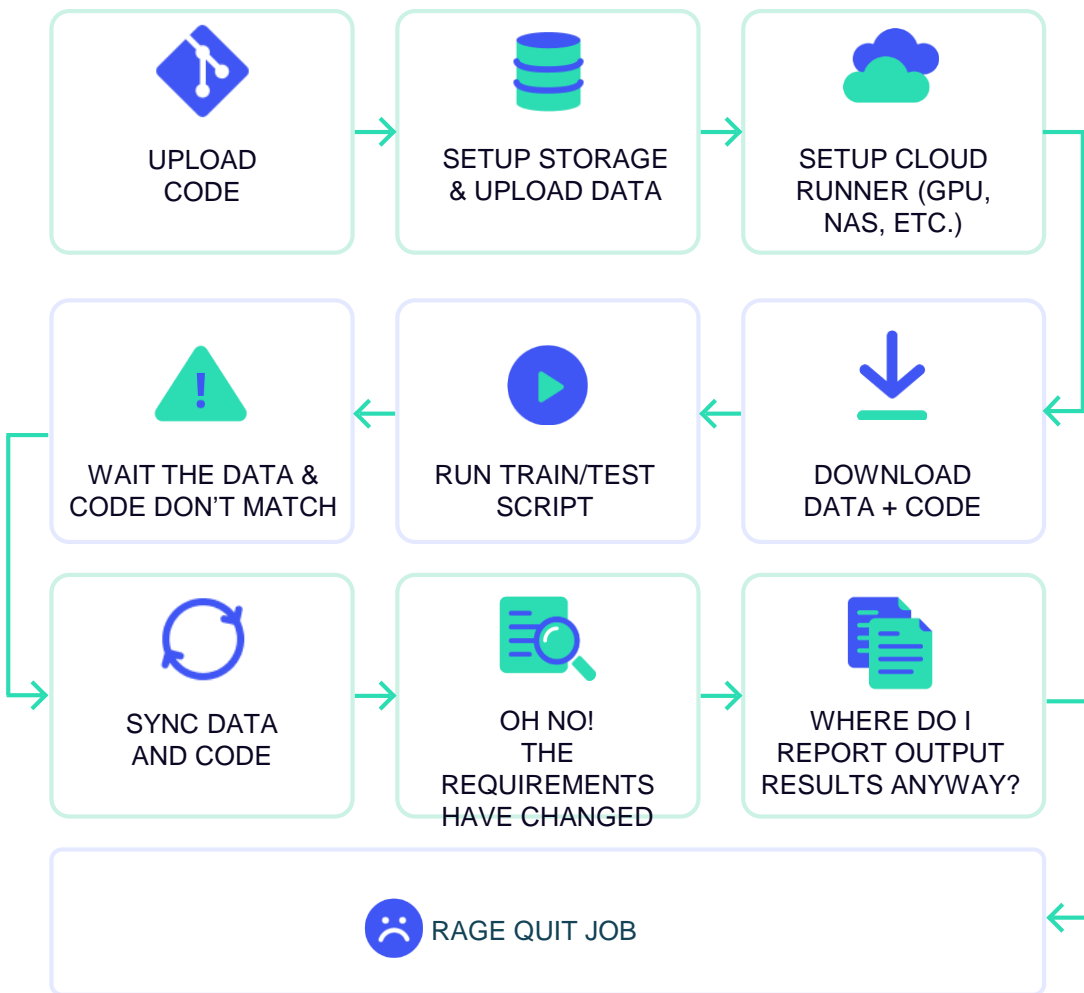 UPLOAD
CODE
SETUP STORAGE
& UPLOAD DATA
SETUP CLOUD
RUNNER (GPU,
NAS, ETC.)
DOWNLOAD
DATA + CODE
RUN TRAIN/TEST
SCRIPT
!
WAIT THE DATA &
CODE DON’T MATCH
SYNC DATA
AND CODE
OH NO!
THE
REQUIREMENTS
HAVE CHANGED
WHERE DO I
REPORT OUTPUT
RESULTS ANYWAY?
RAGE QUIT JOB